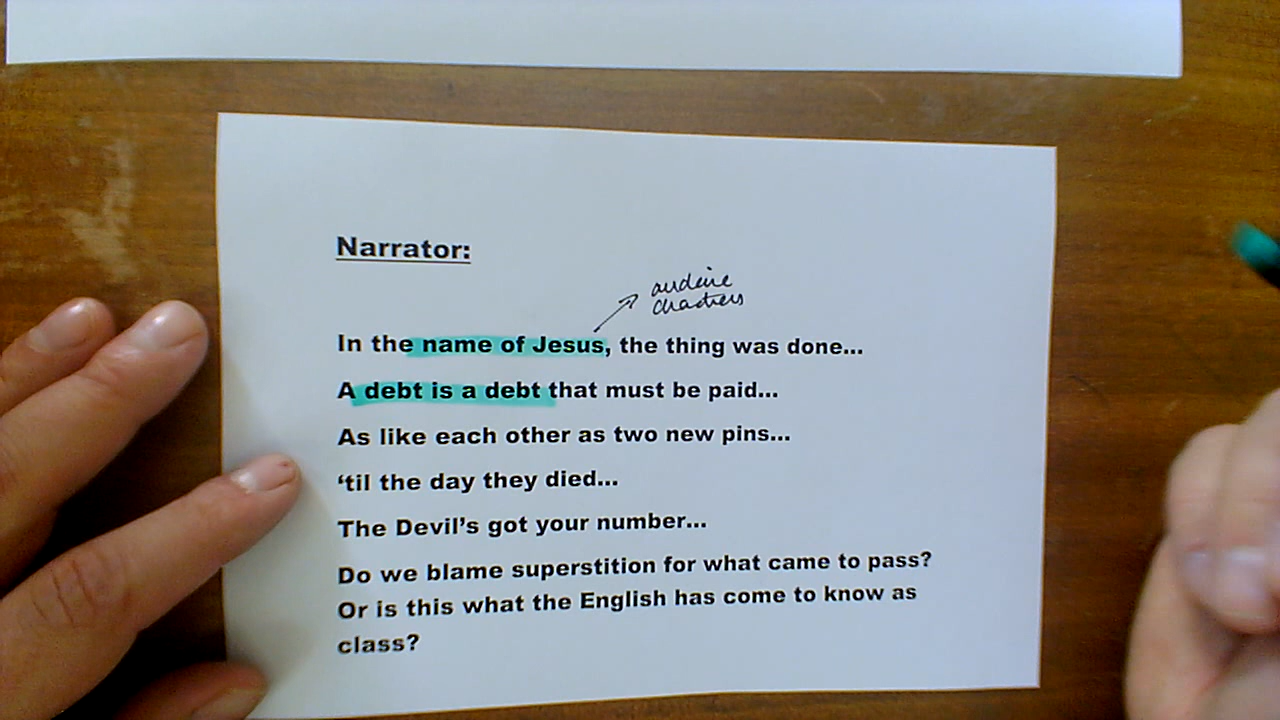 Narrator:
In the name of Jesus, the thing was done...
A debt is a debt that must be paid...
As like each other as two new pins...
‘til the day they died...
The Devil’s got your number...
Do we blame superstition for what came to pass?
Or is this what the English has come to know as
class?